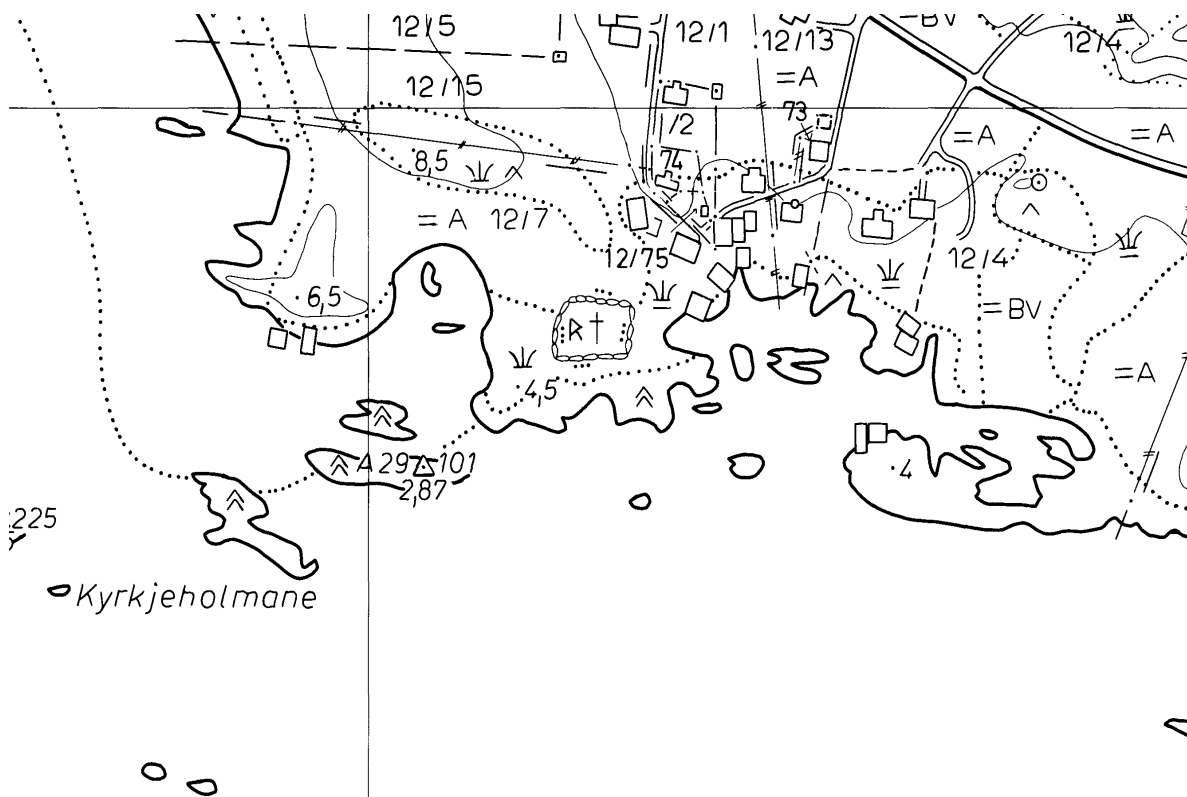 12/5
12/1
12/13
=BV
12/4
12/15
=A
73
/2
=A
=A
8,5
74
=A 12/7
12/75
12/4
6,5
R †
=BV
4,5
=A
A 29 101
2,87
4
225
Kyrkjeholmane